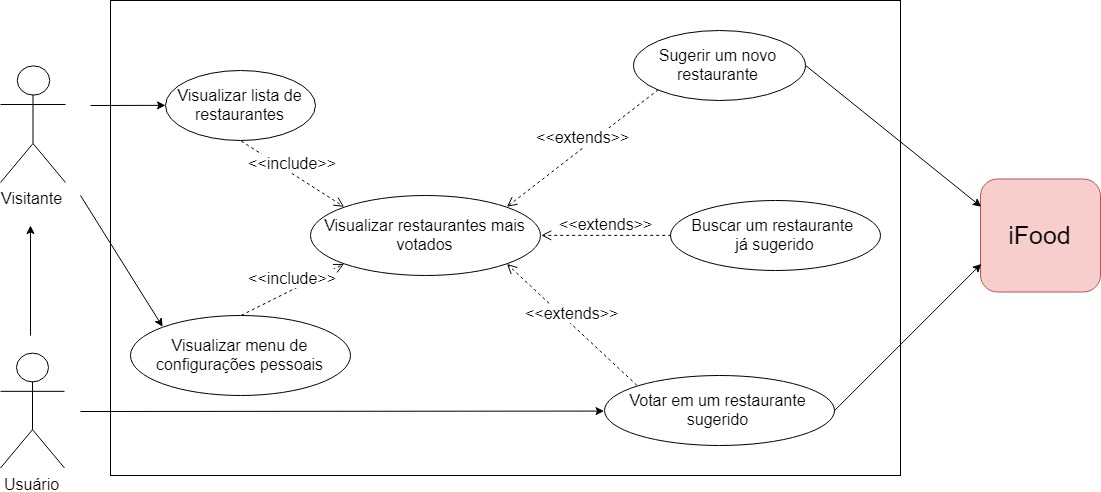 Sugerir um novo
restaurante
Visualizar lista de
restaurantes
<<extends>>
<<include>>
Visitante
Visualizar restaurantes mais
votados
<<extends>>
Buscar um restaurante
já sugerido
iFood
<<include>>
<<extends>>
Visualizar menu de
configurações pessoais
Votar em um restaurante
sugerido
Usuário